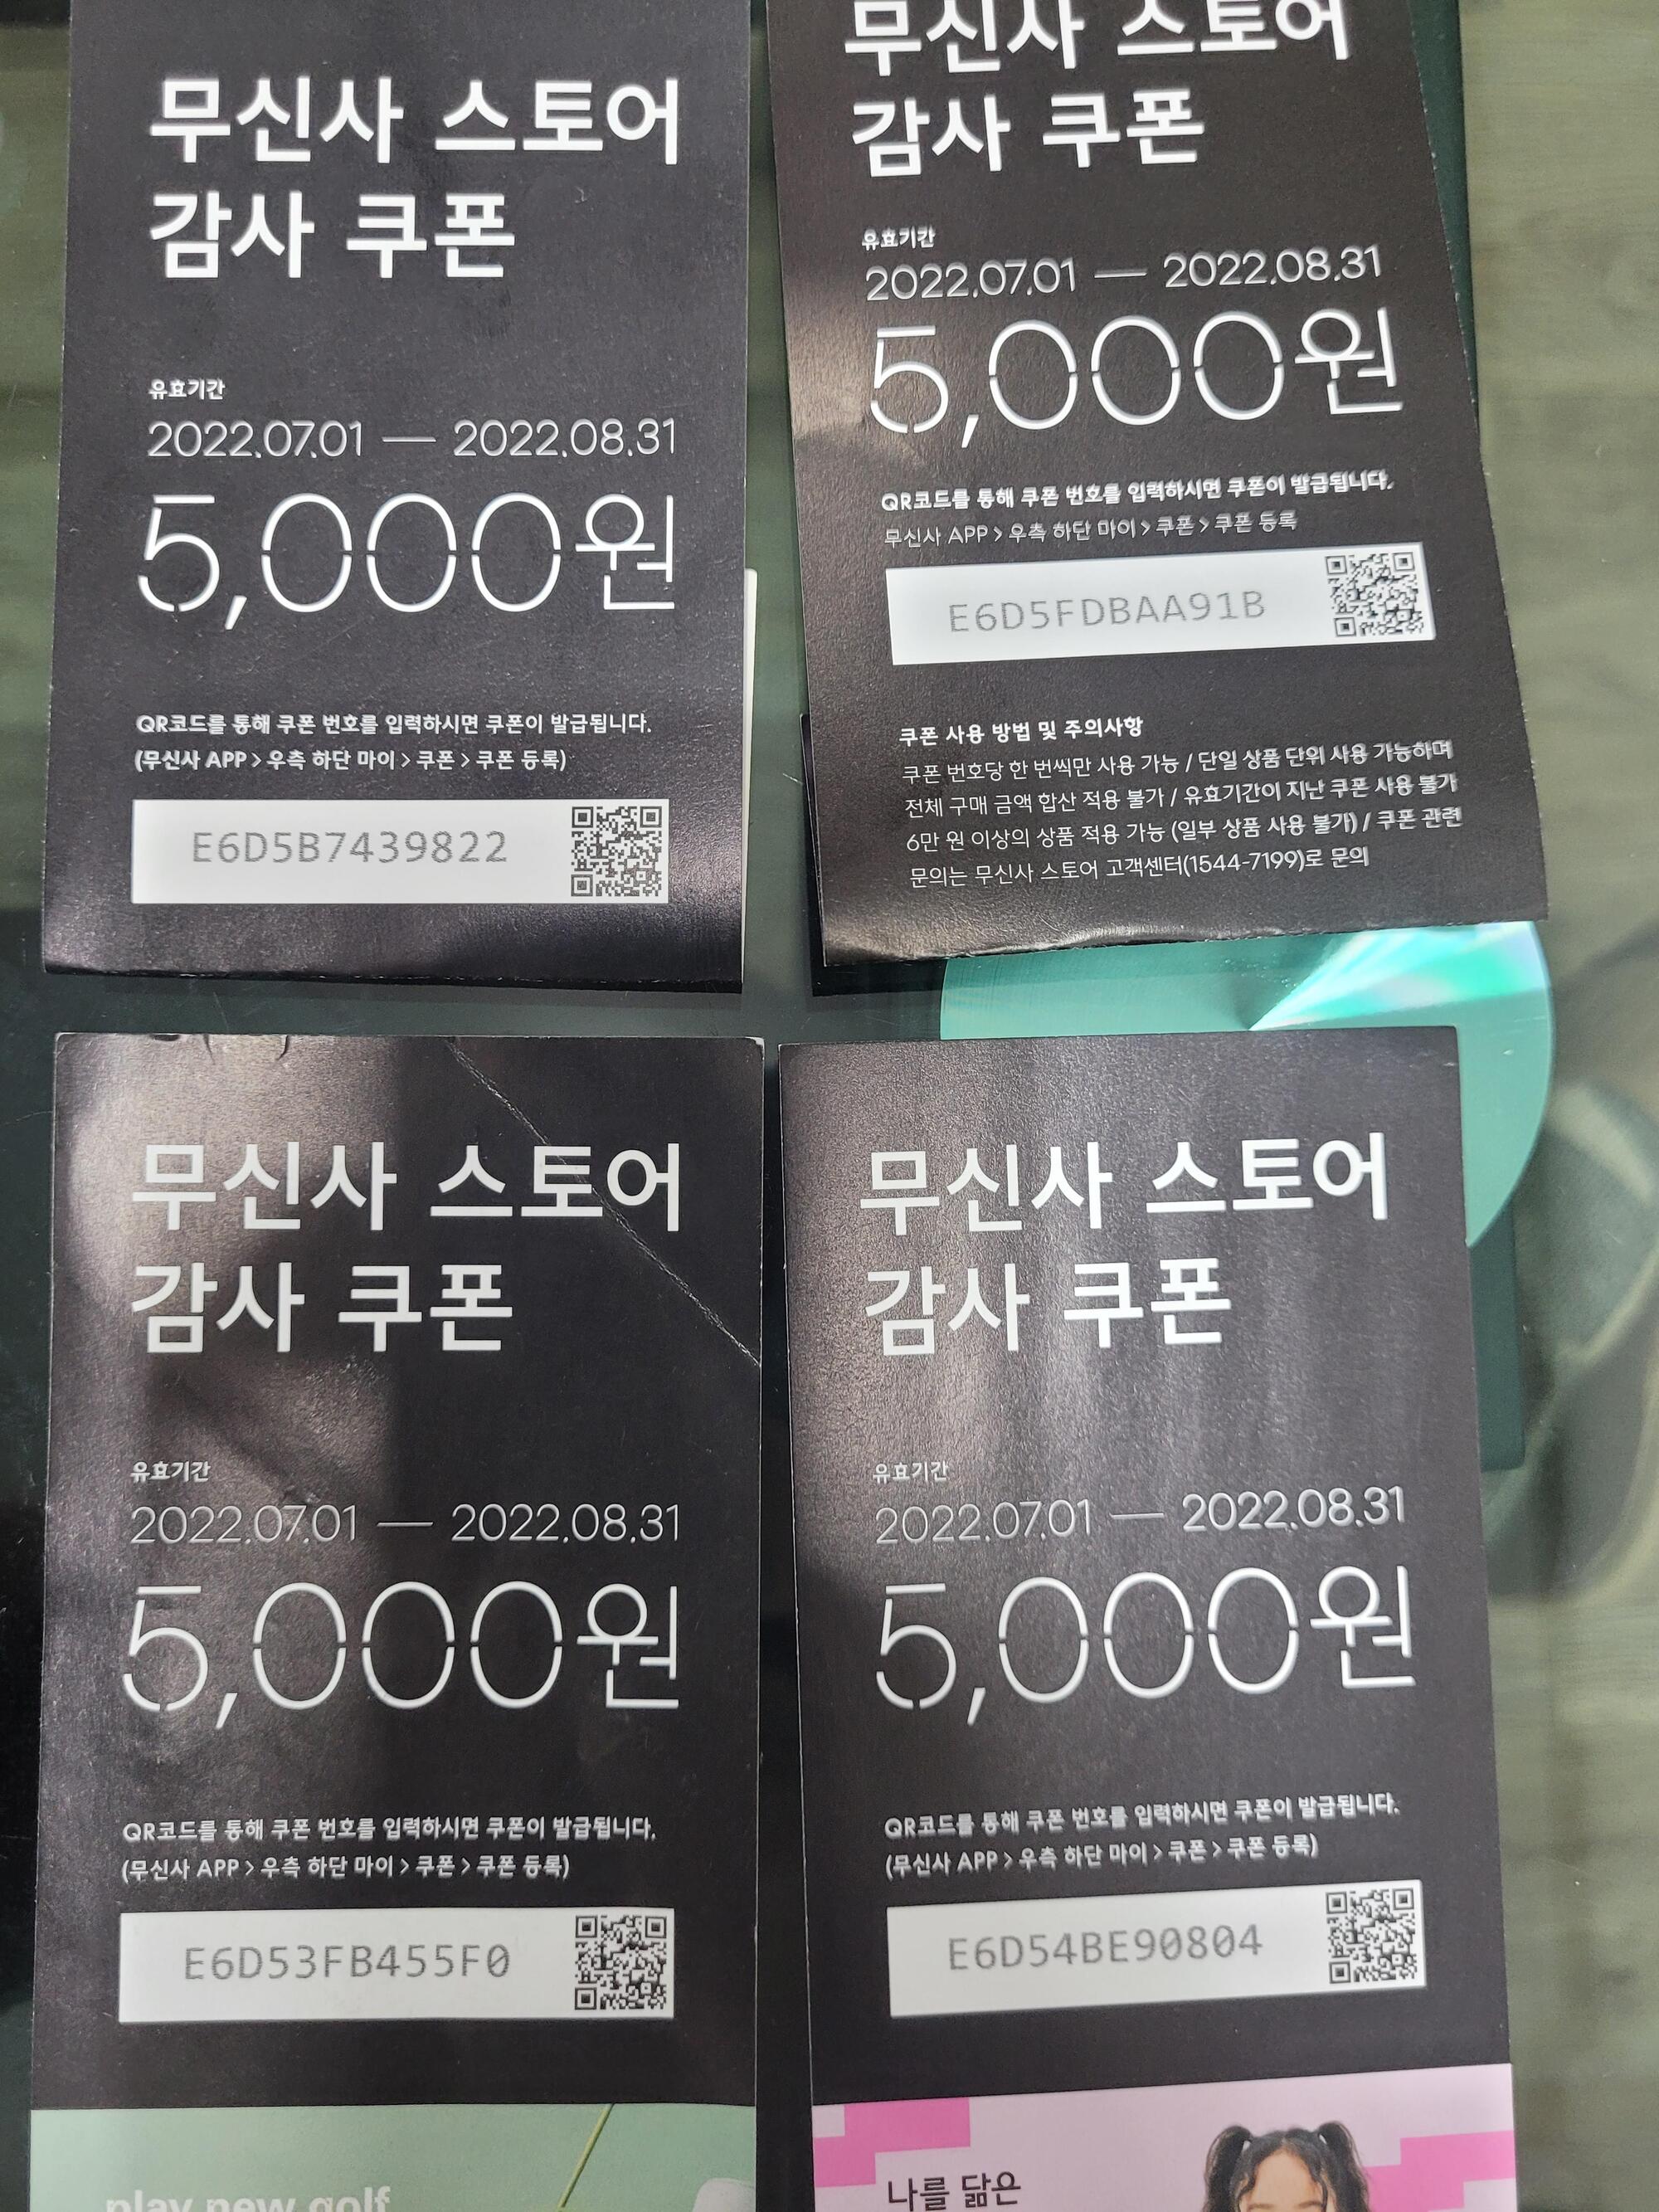 무신사 스토어
감사 쿠폰
유효기간
2022.07.01 — 2022.08.31
5,000원
QR코드를 통해 쿠폰 번호를 입력하시면 쿠폰이 발급됩니다.
(무신사 APP > 우측 하단 마이 > 쿠폰 > 쿠폰 등록)
E6D5B7439822
무신사 스토어
감사 쿠폰
유효기간
2022.07.01 — 2022.08.31
5,000원
QR코드를 통해 쿠폰 번호를 입력하시면 쿠폰이 발급됩니다.
무신사 APP > 우측 하단 마이 > 쿠폰 > 쿠폰 등록
E6D5FDBAA91B
쿠폰 사용 방법 및 주의사항
쿠폰 번호당 한 번씩만 사용 가능 / 단일 상품 단위 사용 가능하며
전체 구매 금액 합산 적용 불가 / 유효기간이 지난 쿠폰 사용 불가
6만 원 이상의 상품 적용 가능 (일부 상품 사용 불가) / 쿠폰 관련
문의는 무신사 스토어 고객센터(1544-7199)로 문의
무신사 스토어
감사 쿠폰
유효기간
2022.07.01 — 2022.08.31
5,000원
QR코드를 통해 쿠폰 번호를 입력하시면 쿠폰이 발급됩니다.
(무신사 APP > 우측 하단 마이 > 쿠폰 > 쿠폰 등록)
E6D53FB455F0
play new golf
무신사 스토어
감사 쿠폰
유효기간
2022.07.01 — 2022.08.31
5,000원
QR코드를 통해 쿠폰 번호를 입력하시면 쿠폰이 발급됩니다.
(무신사 APP > 우측 하단 마이 > 쿠폰 > 쿠폰 등록)
E6D54BE90804
나를 닮은